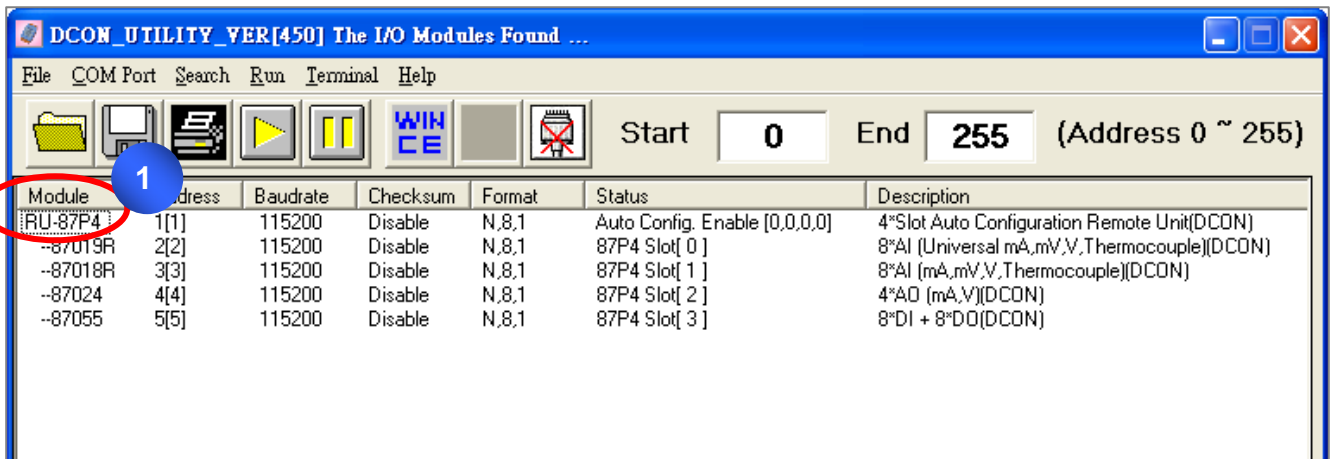 DCON_UTILITY_VER[450] The I/O Modules Found ...
File COM Port Search Run Terminal Help
WIN CE Start 0 End 255 (Address 0 ~ 255)
1
Module dress Baudrate Checksum Format Status Description
RU-87P4 1[1] 115200 Disable N,8,1 Auto Config. Enable [0,0,0,0] 4*Slot Auto Configuration Remote Unit(DCON)
--87019R 2[2] 115200 Disable N,8,1 87P4 Slot[ 0 ] 8*AI (Universal mA,mV,V,Thermocouple)(DCON)
--87018R 3[3] 115200 Disable N,8,1 87P4 Slot[ 1 ] 8*AI (mA,mV,V,Thermocouple)(DCON)
--87024 4[4] 115200 Disable N,8,1 87P4 Slot[ 2 ] 4*AO (mA,V)(DCON)
--87055 5[5] 115200 Disable N,8,1 87P4 Slot[ 3 ] 8*DI + 8*DO(DCON)